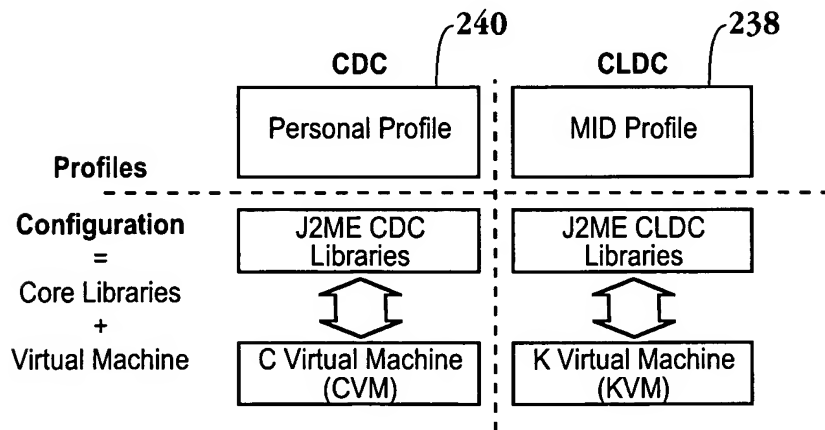 240
238
CDC
CLDC
Personal Profile
MID Profile
Profiles
Configuration
=
Core Libraries
+
Virtual Machine
J2ME CDC
Libraries
J2ME CLDC
Libraries
C Virtual Machine
(CVM)
K Virtual Machine
(KVM)